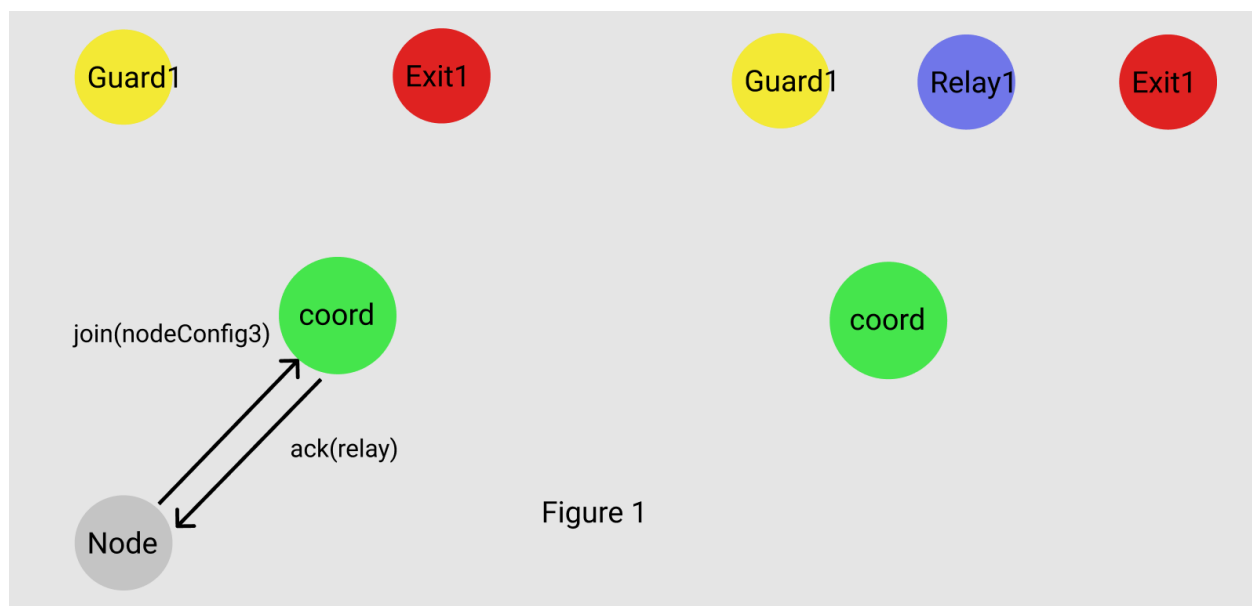 Guard1
Exit1
Guard1
Relay1
Exit1
coord
join(nodeConfig3)
coord
ack(relay)
Figure 1
Node